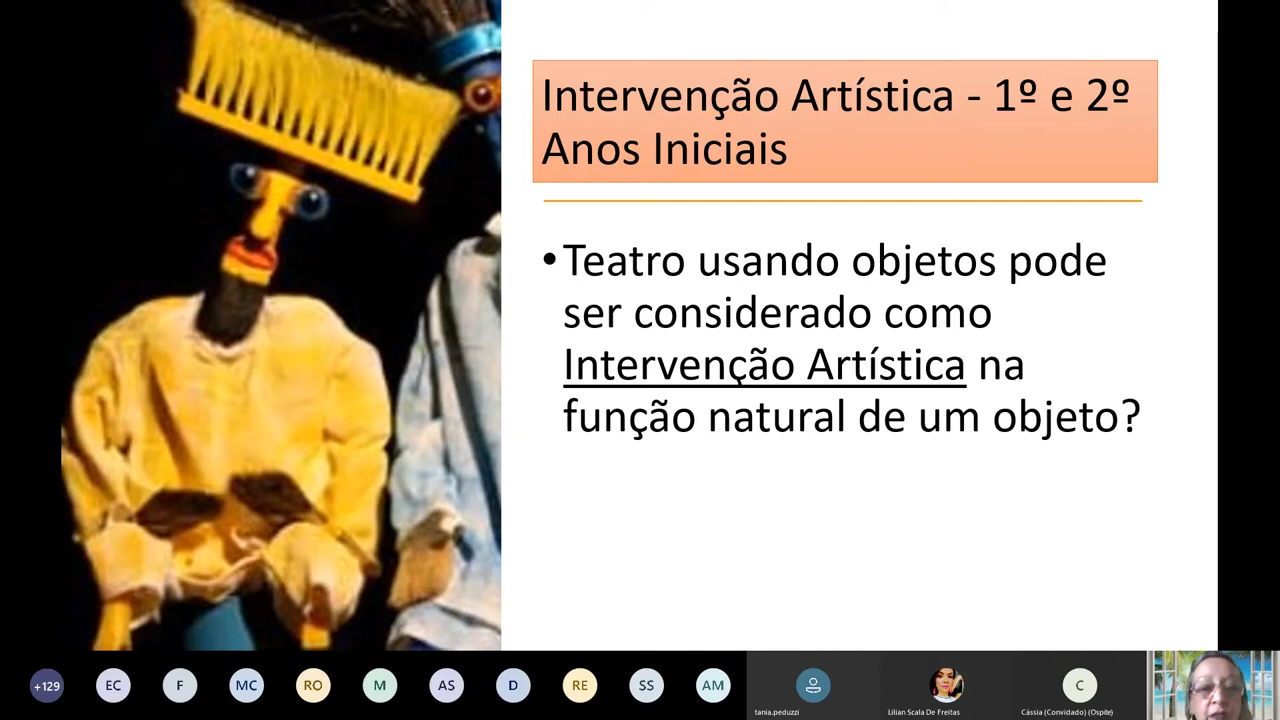 Intervenção Artística - 1º e 2º
Anos Iniciais
• Teatro usando objetos pode
ser considerado como
Intervenção Artística na
função natural de um objeto?
+129
EC
F
MC
RO
M
AS
D
RE
SS
AM
C
tania.peduzzi
Lilian Scala De Freitas
Cássia (Convidado) (Ospite)